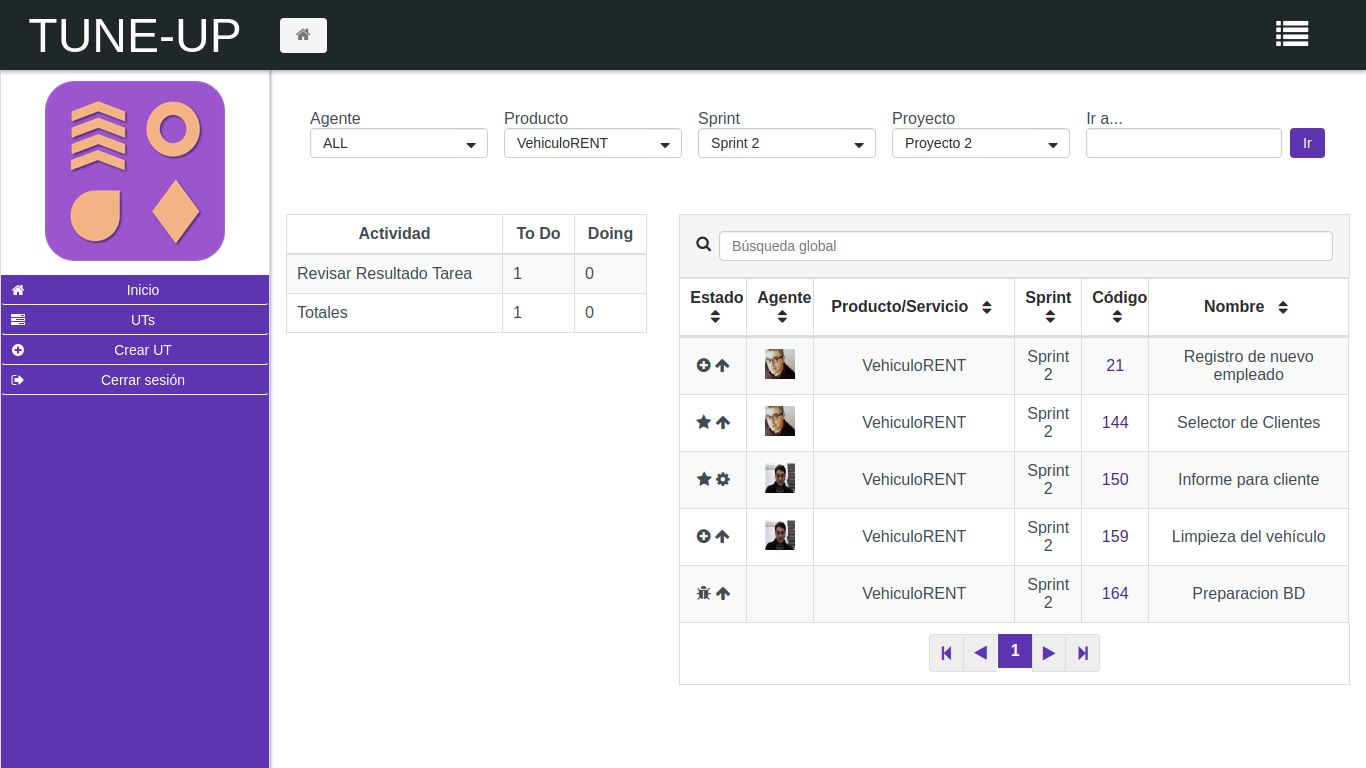 TUNE-UP
Inicio
UTs
Crear UT
Cerrar sesión
Agente Producto Sprint Proyecto Ir a...
ALL VehiculoRENT Sprint 2 Proyecto 2 Ir
Actividad To Do Doing
Revisar Resultado Tarea 1 0
Totales 1 0
Búsqueda global
Estado Agente Producto/Servicio Sprint Código Nombre
VehiculoRENT Sprint 2 21 Registro de nuevo empleado
VehiculoRENT Sprint 2 144 Selector de Clientes
VehiculoRENT Sprint 2 150 Informe para cliente
VehiculoRENT Sprint 2 159 Limpieza del vehículo
VehiculoRENT Sprint 2 164 Preparacion BD
1